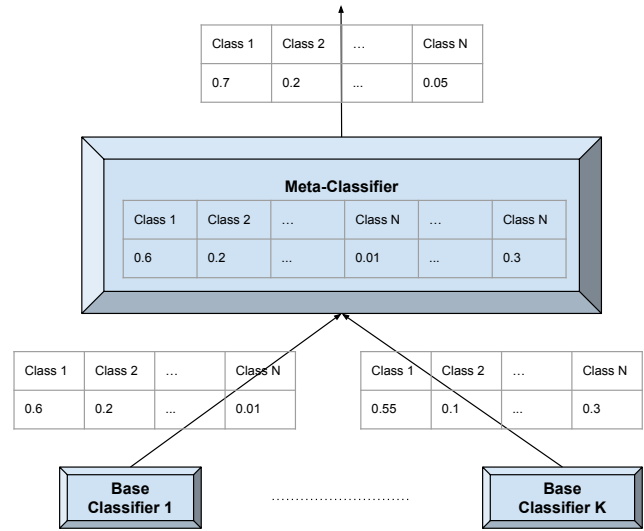 Class 1 Class 2 … Class N
0.7 0.2 ... 0.05
Meta-Classifier
Class 1 Class 2 … Class N … Class N
0.6 0.2 ... 0.01 ... 0.3
Class 1 Class 2 … Class N
0.6 0.2 ... 0.01
Class 1 Class 2 … Class N
0.55 0.1 ... 0.3
Base
Classifier 1
Base
Classifier K